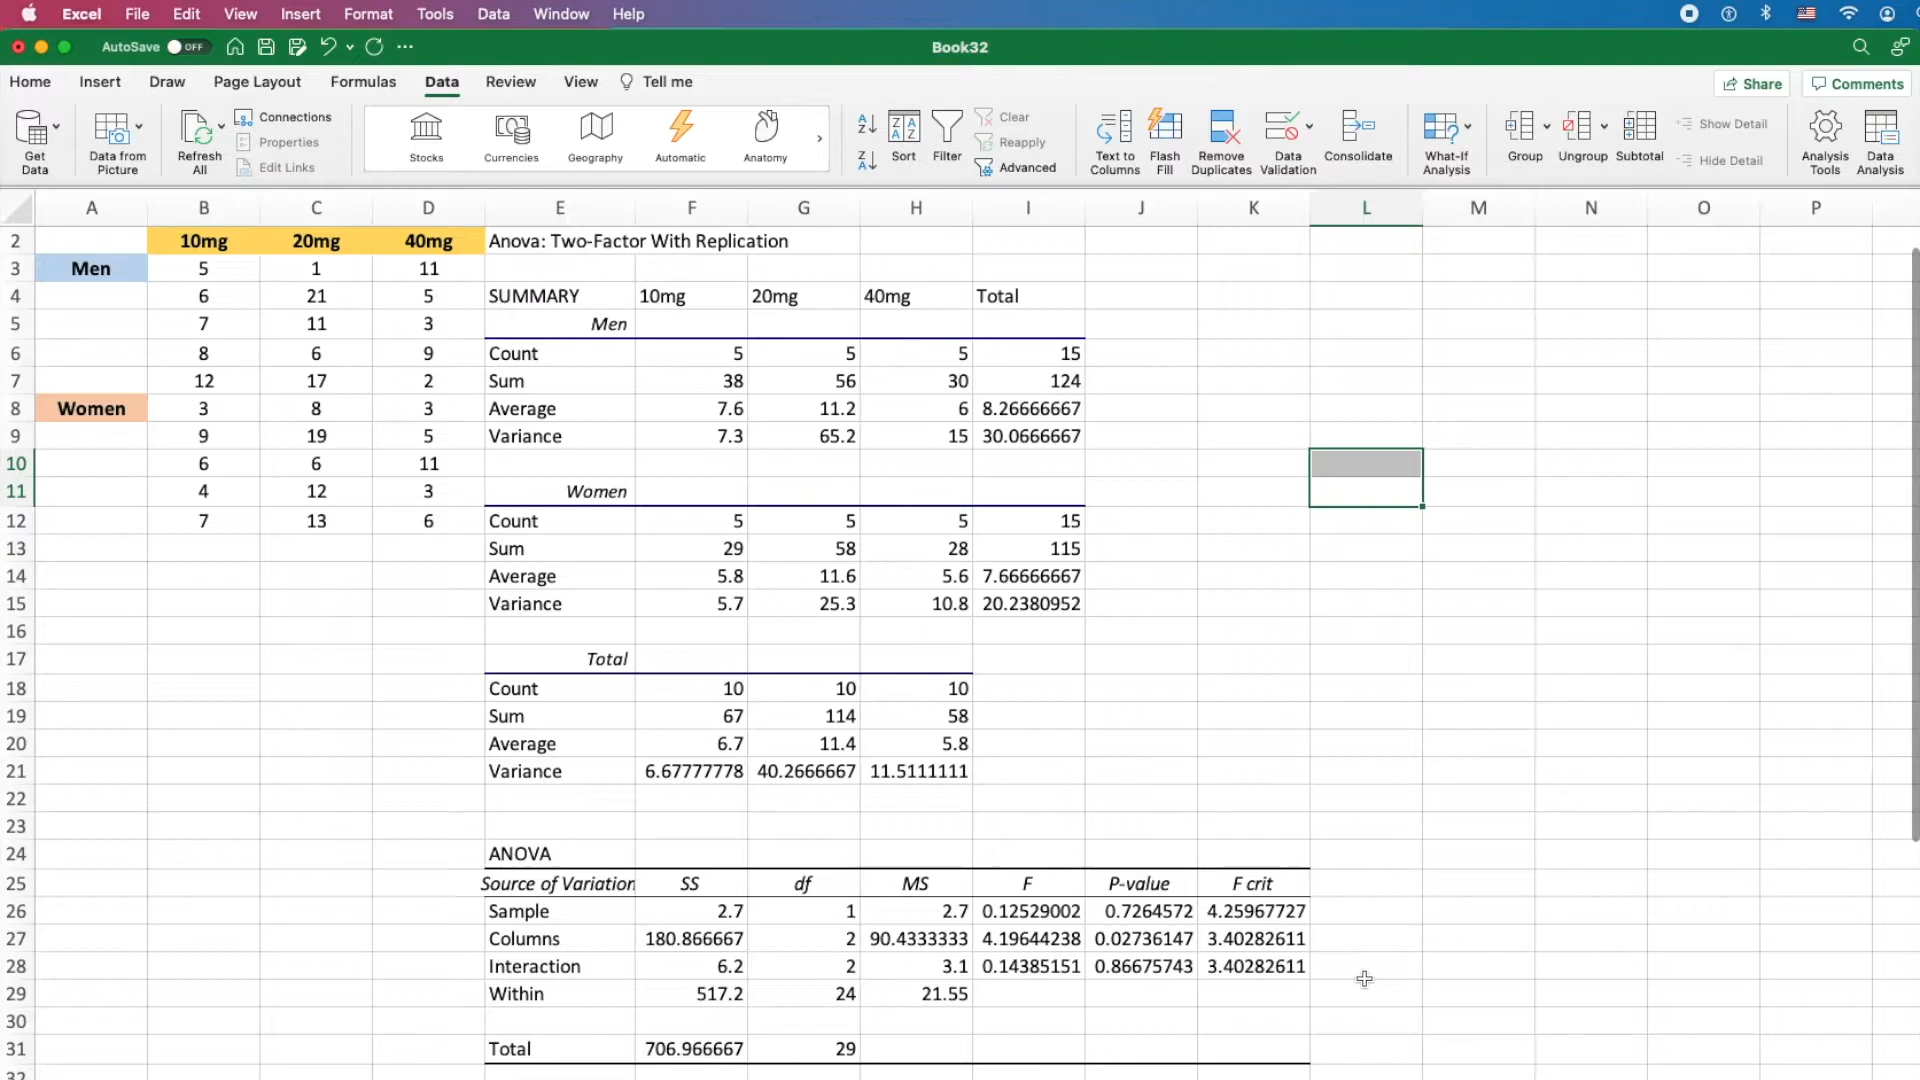 Excel File Edit View Insert Format Tools Data Window Help
AutoSave OFF Book32
Home Insert Draw Page Layout Formulas Data Review View Tell me Share Comments
Get Data
Data from Picture
Refresh All
Connections
Properties
Edit Links
Stocks
Currencies
Geography
Automatic
Anatomy
Sort
Filter
Clear
Reapply
Advanced
Text to Columns
Flash Fill
Remove Duplicates
Data Validation
Consolidate
What-If Analysis
Group
Ungroup
Subtotal
Show Detail
Hide Detail
Analysis Tools
Data Analysis
A B C D E F G H I J K L M N O P
2 10mg 20mg 40mg Anova: Two-Factor With Replication
3 Men 5 1 11
4 6 21 5 SUMMARY 10mg 20mg 40mg Total
5 7 11 3 Men
6 8 6 9 Count 5 5 5 15
7 12 17 2 Sum 38 56 30 124
8 Women 3 8 3 Average 7.6 11.2 6 8.26666667
9 9 19 5 Variance 7.3 65.2 15 30.0666667
10 6 6 11
11 4 12 3 Women
12 7 13 6 Count 5 5 5 15
13 Sum 29 58 28 115
14 Average 5.8 11.6 5.6 7.66666667
15 Variance 5.7 25.3 10.8 20.2380952
16
17 Total
18 Count 10 10 10
19 Sum 67 114 58
20 Average 6.7 11.4 5.8
21 Variance 6.67777778 40.2666667 11.5111111
22
23
24 ANOVA
25 Source of Variation SS df MS F P-value F crit
26 Sample 2.7 1 2.7 0.12529002 0.7264572 4.25967727
27 Columns 180.866667 2 90.4333333 4.19644238 0.02736147 3.40282611
28 Interaction 6.2 2 3.1 0.14385151 0.86675743 3.40282611
29 Within 517.2 24 21.55
30
31 Total 706.966667 29
32